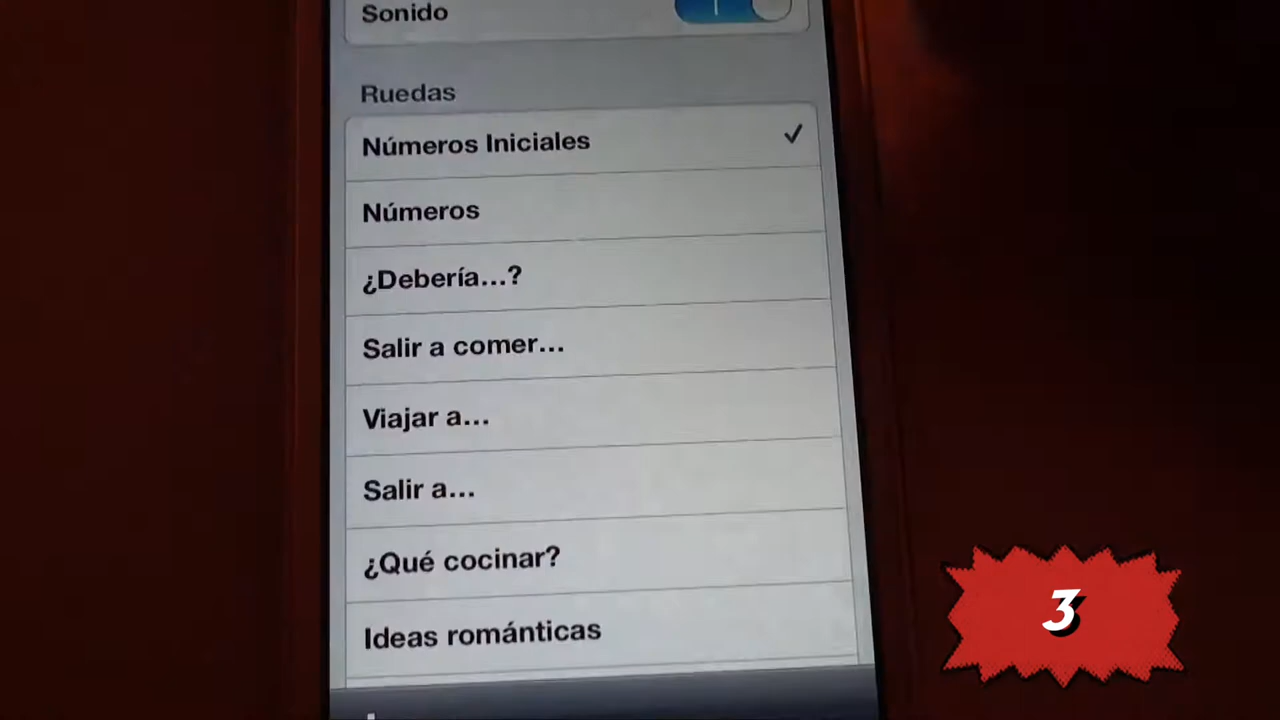 Sonido
Ruedas
Números Iniciales
Números
¿Debería...?
Salir a comer...
Viajar a...
Salir a...
¿Qué cocinar?
Ideas románticas
3